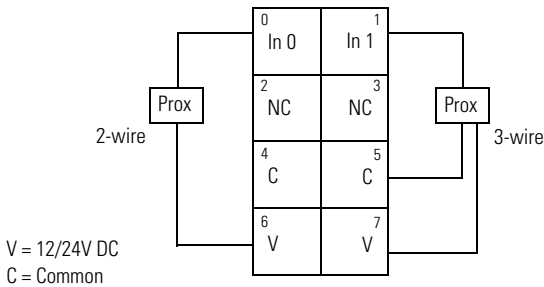 0 1
In 0 In 1
2 3
Prox NC NC Prox
2-wire 3-wire
4 5
C C
6 7
V V
V = 12/24V DC
C = Common